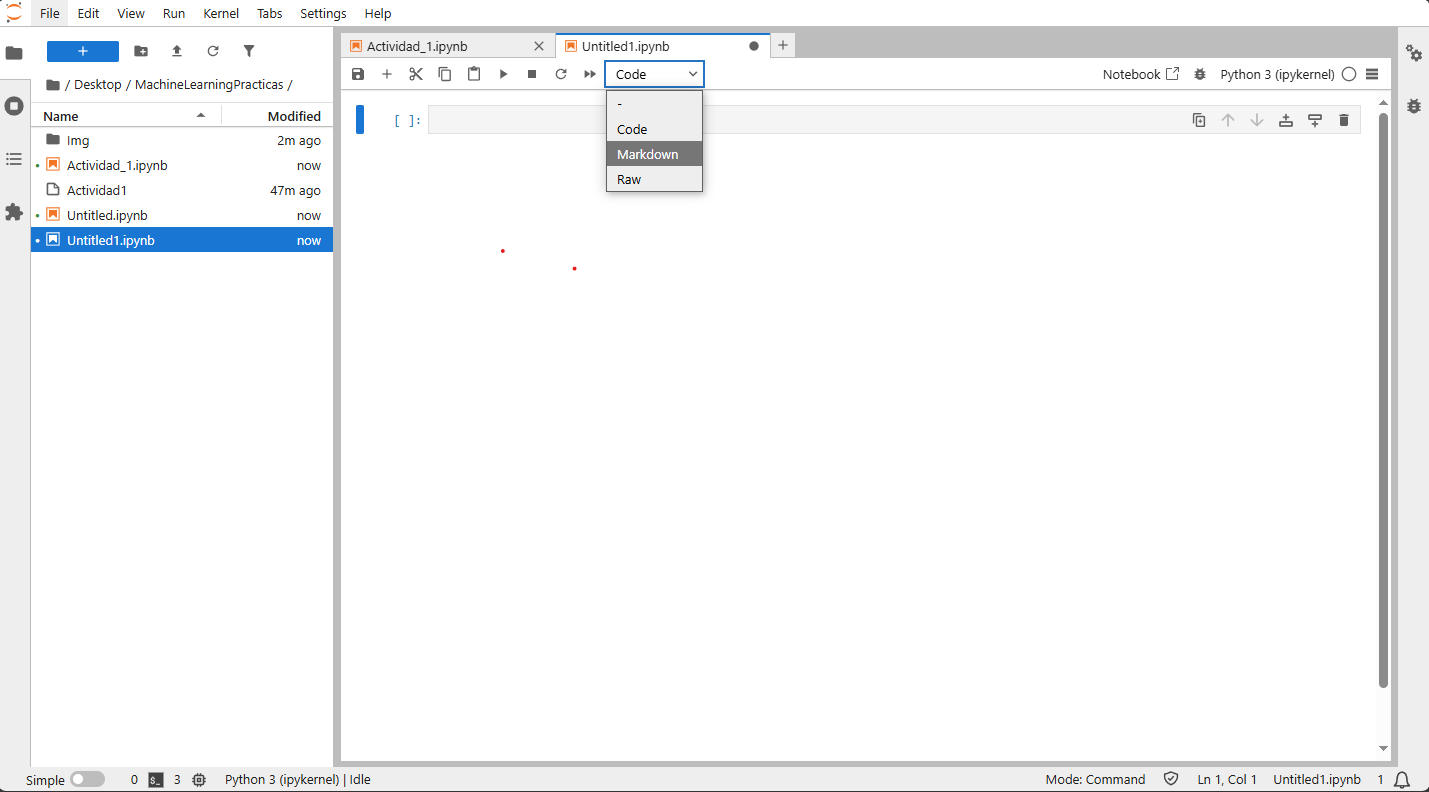 File Edit View Run Kernel Tabs Settings Help
+
Actividad_1.ipynb
Untitled1.ipynb
+
/ Desktop / MachineLearningPracticas /
Code
Notebook
Python 3 (ipykernel)
-
Code
Markdown
Raw
[ ]:
Name Modified
Img 2m ago
Actividad_1.ipynb now
Actividad1 47m ago
Untitled.ipynb now
Untitled1.ipynb now
Simple 0 $_ 3 Python 3 (ipykernel) | Idle
Mode: Command Ln 1, Col 1 Untitled1.ipynb 1